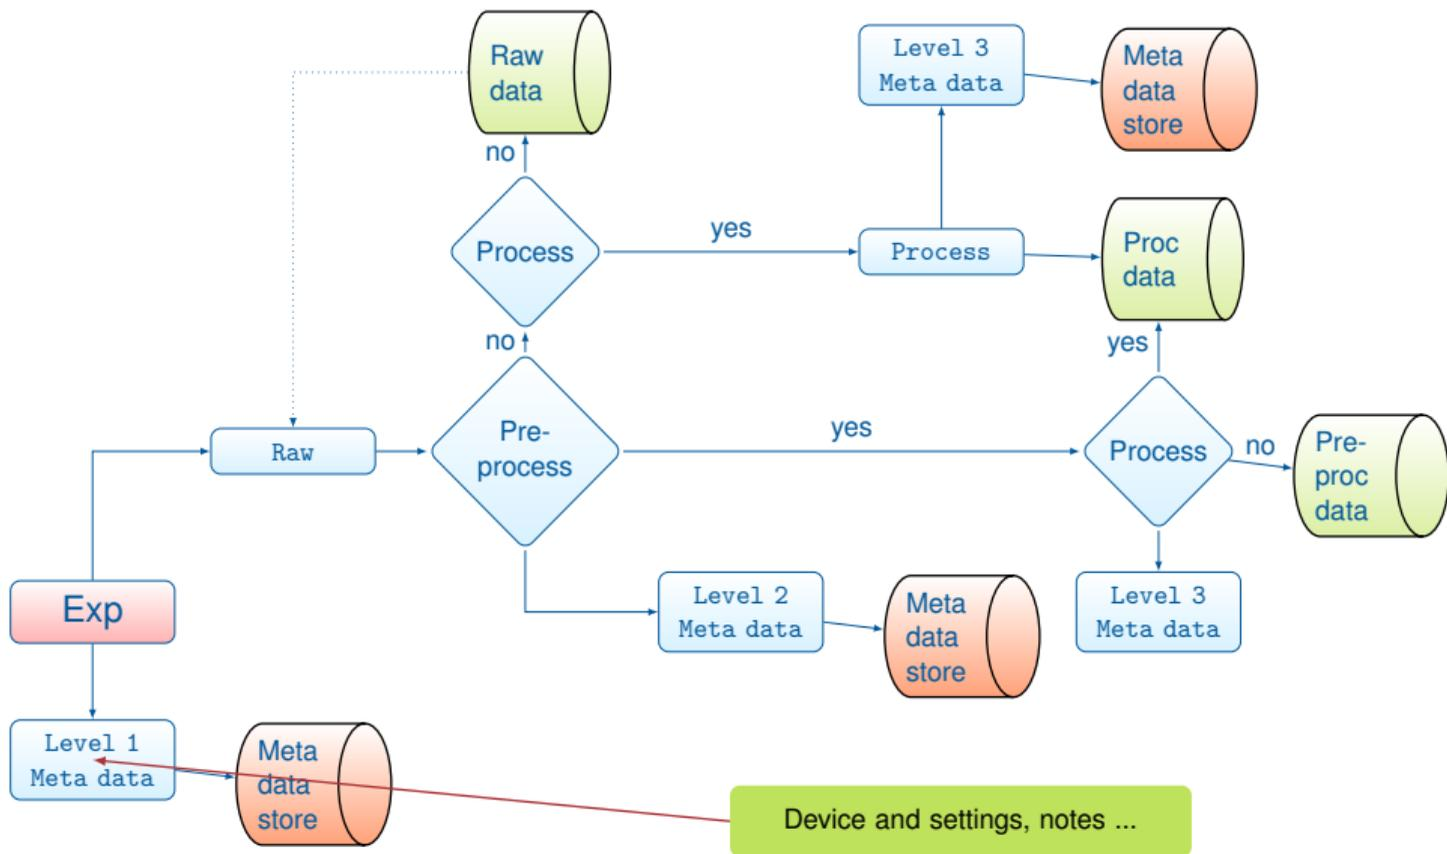 Raw
data
Level 3
Meta data
Meta
data
store
no
Process
yes
Process
Proc
data
no
yes
Raw
Pre-
process
yes
Process
no
Pre-
proc
data
Exp
Level 2
Meta data
Meta
data
store
Level 3
Meta data
Level 1
Meta data
Meta
data
store
Device and settings, notes ...